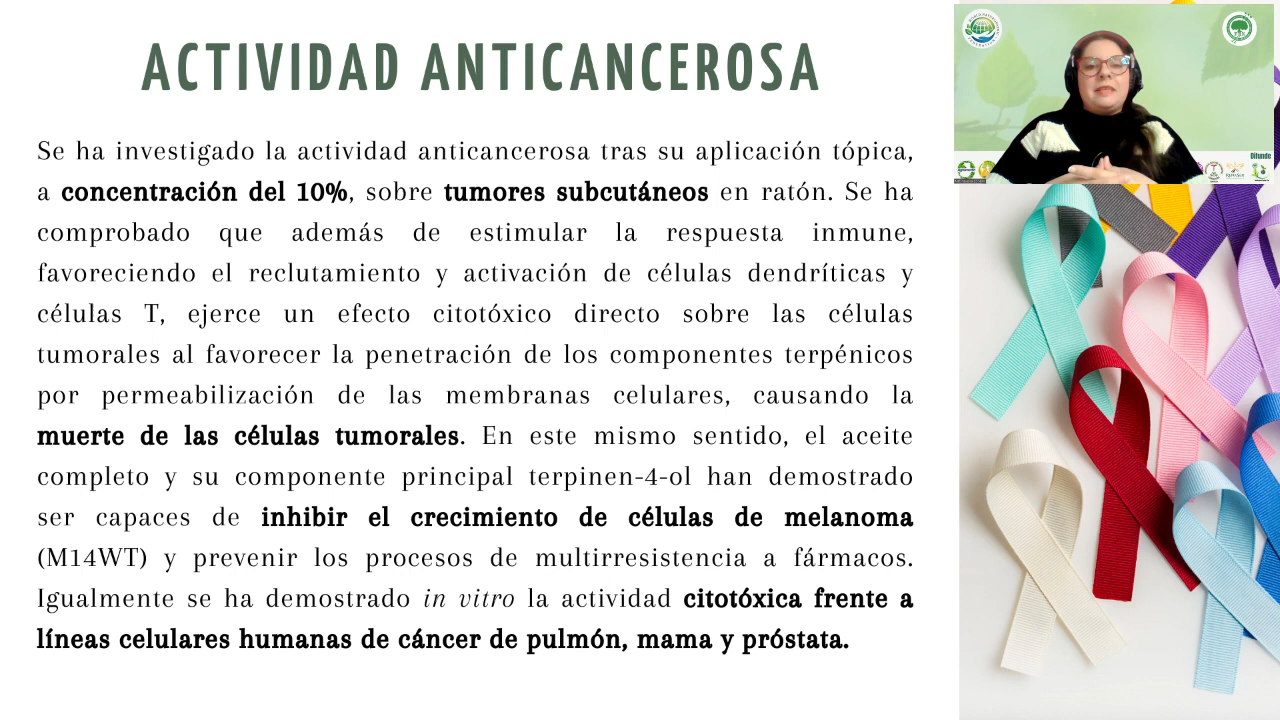 ACTIVIDAD ANTICANCEROSA
Se ha investigado la actividad anticancerosa tras su aplicación tópica,
a concentración del 10%, sobre tumores subcutáneos en ratón. Se ha
comprobado que además de estimular la respuesta inmune,
favoreciendo el reclutamiento y activación de células dendríticas y
células T, ejerce un efecto citotóxico directo sobre las células
tumorales al favorecer la penetración de los componentes terpénicos
por permeabilización de las membranas celulares, causando la
muerte de las células tumorales. En este mismo sentido, el aceite
completo y su componente principal terpinen-4-ol han demostrado
ser capaces de inhibir el crecimiento de células de melanoma
(M14WT) y prevenir los procesos de multirresistencia a fármacos.
Igualmente se ha demostrado in vitro la actividad citotóxica frente a
líneas celulares humanas de cáncer de pulmón, mama y próstata.
Difunde